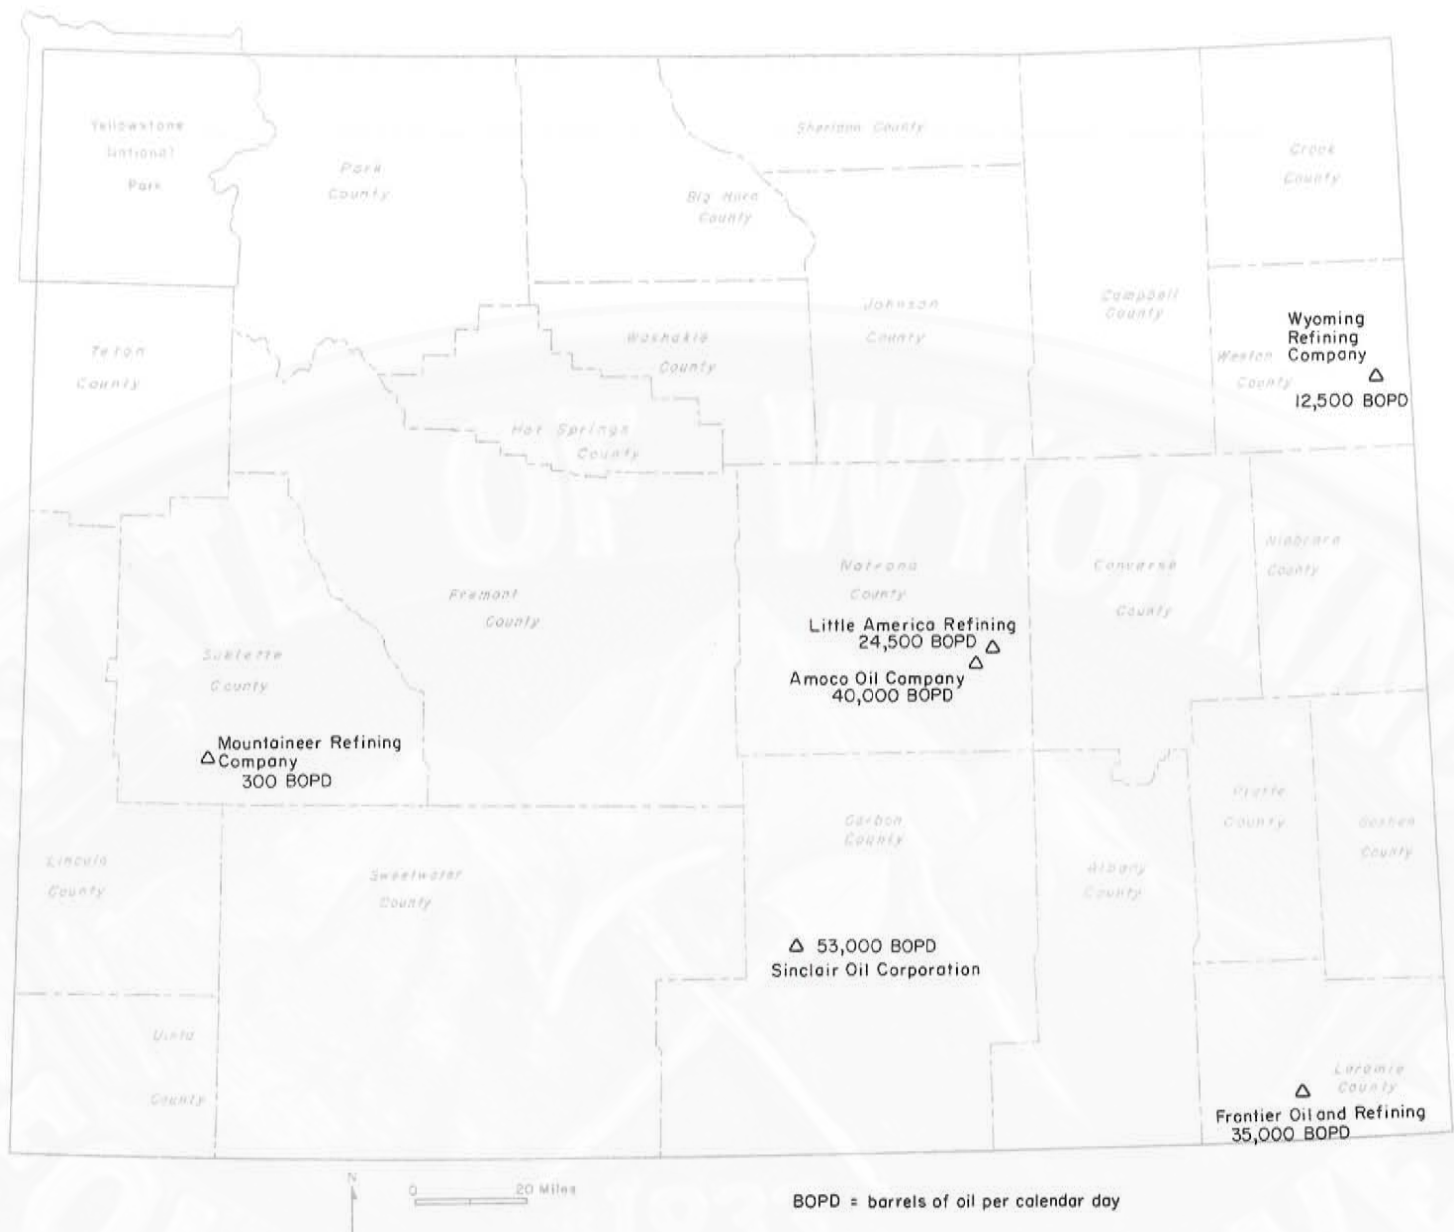 Yellowstone
National
Park
Park
County
Sheridan County
Big Horn
County
Crook
County
Teton
County
Washakie
County
Johnson
County
Campbell
County
Weston
County
Wyoming
Refining
Company
12,500 BOPD
Hot Springs
County
Fremont
County
Natrona
County
Little America Refining
24,500 BOPD
Amoco Oil Company
40,000 BOPD
Converse
County
Niobrara
County
Sublette
County
Mountaineer Refining
Company
300 BOPD
Lincoln
County
Sweetwater
County
Carbon
County
53,000 BOPD
Sinclair Oil Corporation
Albany
County
Platte
County
Goshen
County
Uinta
County
Laramie
County
Frontier Oil and Refining
35,000 BOPD
N
0 20 Miles
BOPD = barrels of oil per calendar day
STATE OF WYOMING